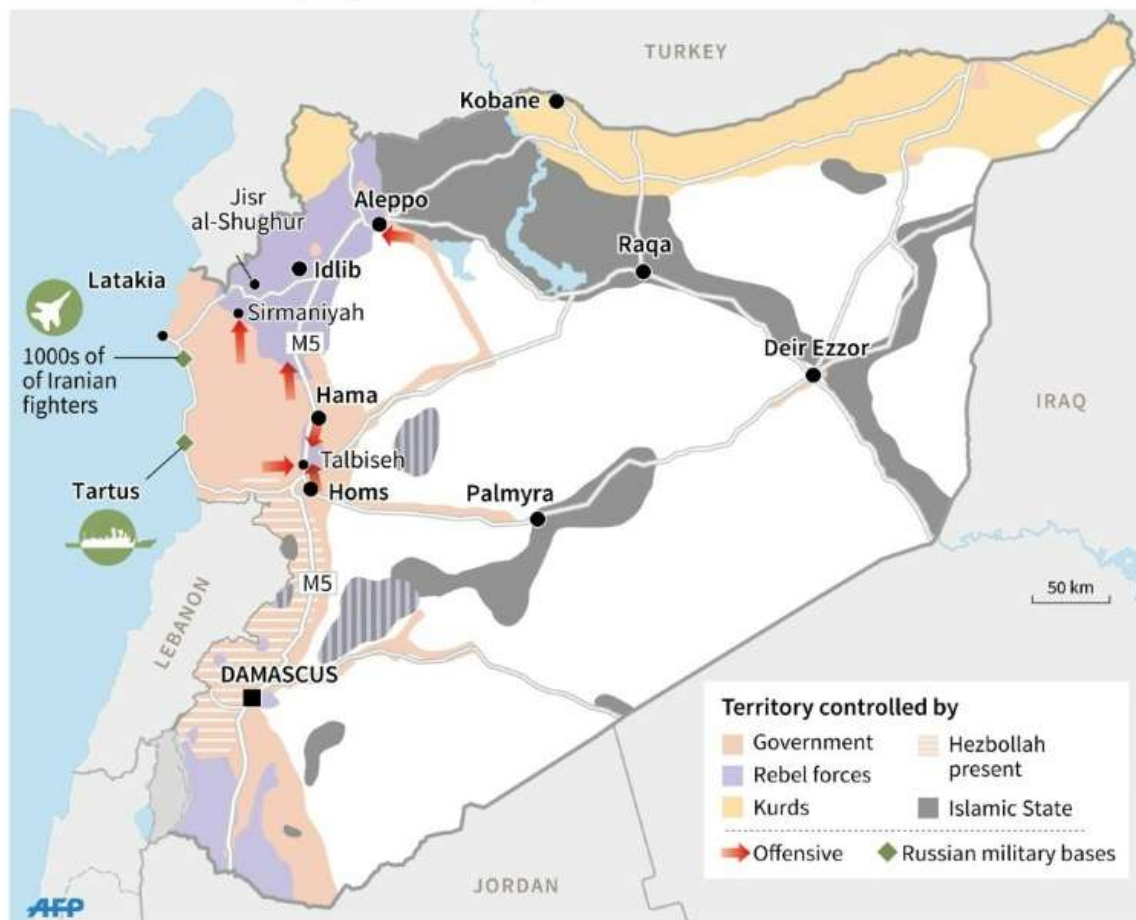 TURKEY
Kobane
Jisr
al-Shughur
Aleppo
Latakia
Idlib
Raqa
Sirmaniyah
1000s of
of Iranian
fighters
M5
Deir Ezzor
Hama
IRAQ
Talbiseh
Tartus
Homs
Palmyra
M5
50 km
LEBANON
DAMASCUS
Territory controlled by
Government
Hezbollah
present
Rebel forces
Kurds
Islamic State
Offensive
Russian military bases
JORDAN
AFP